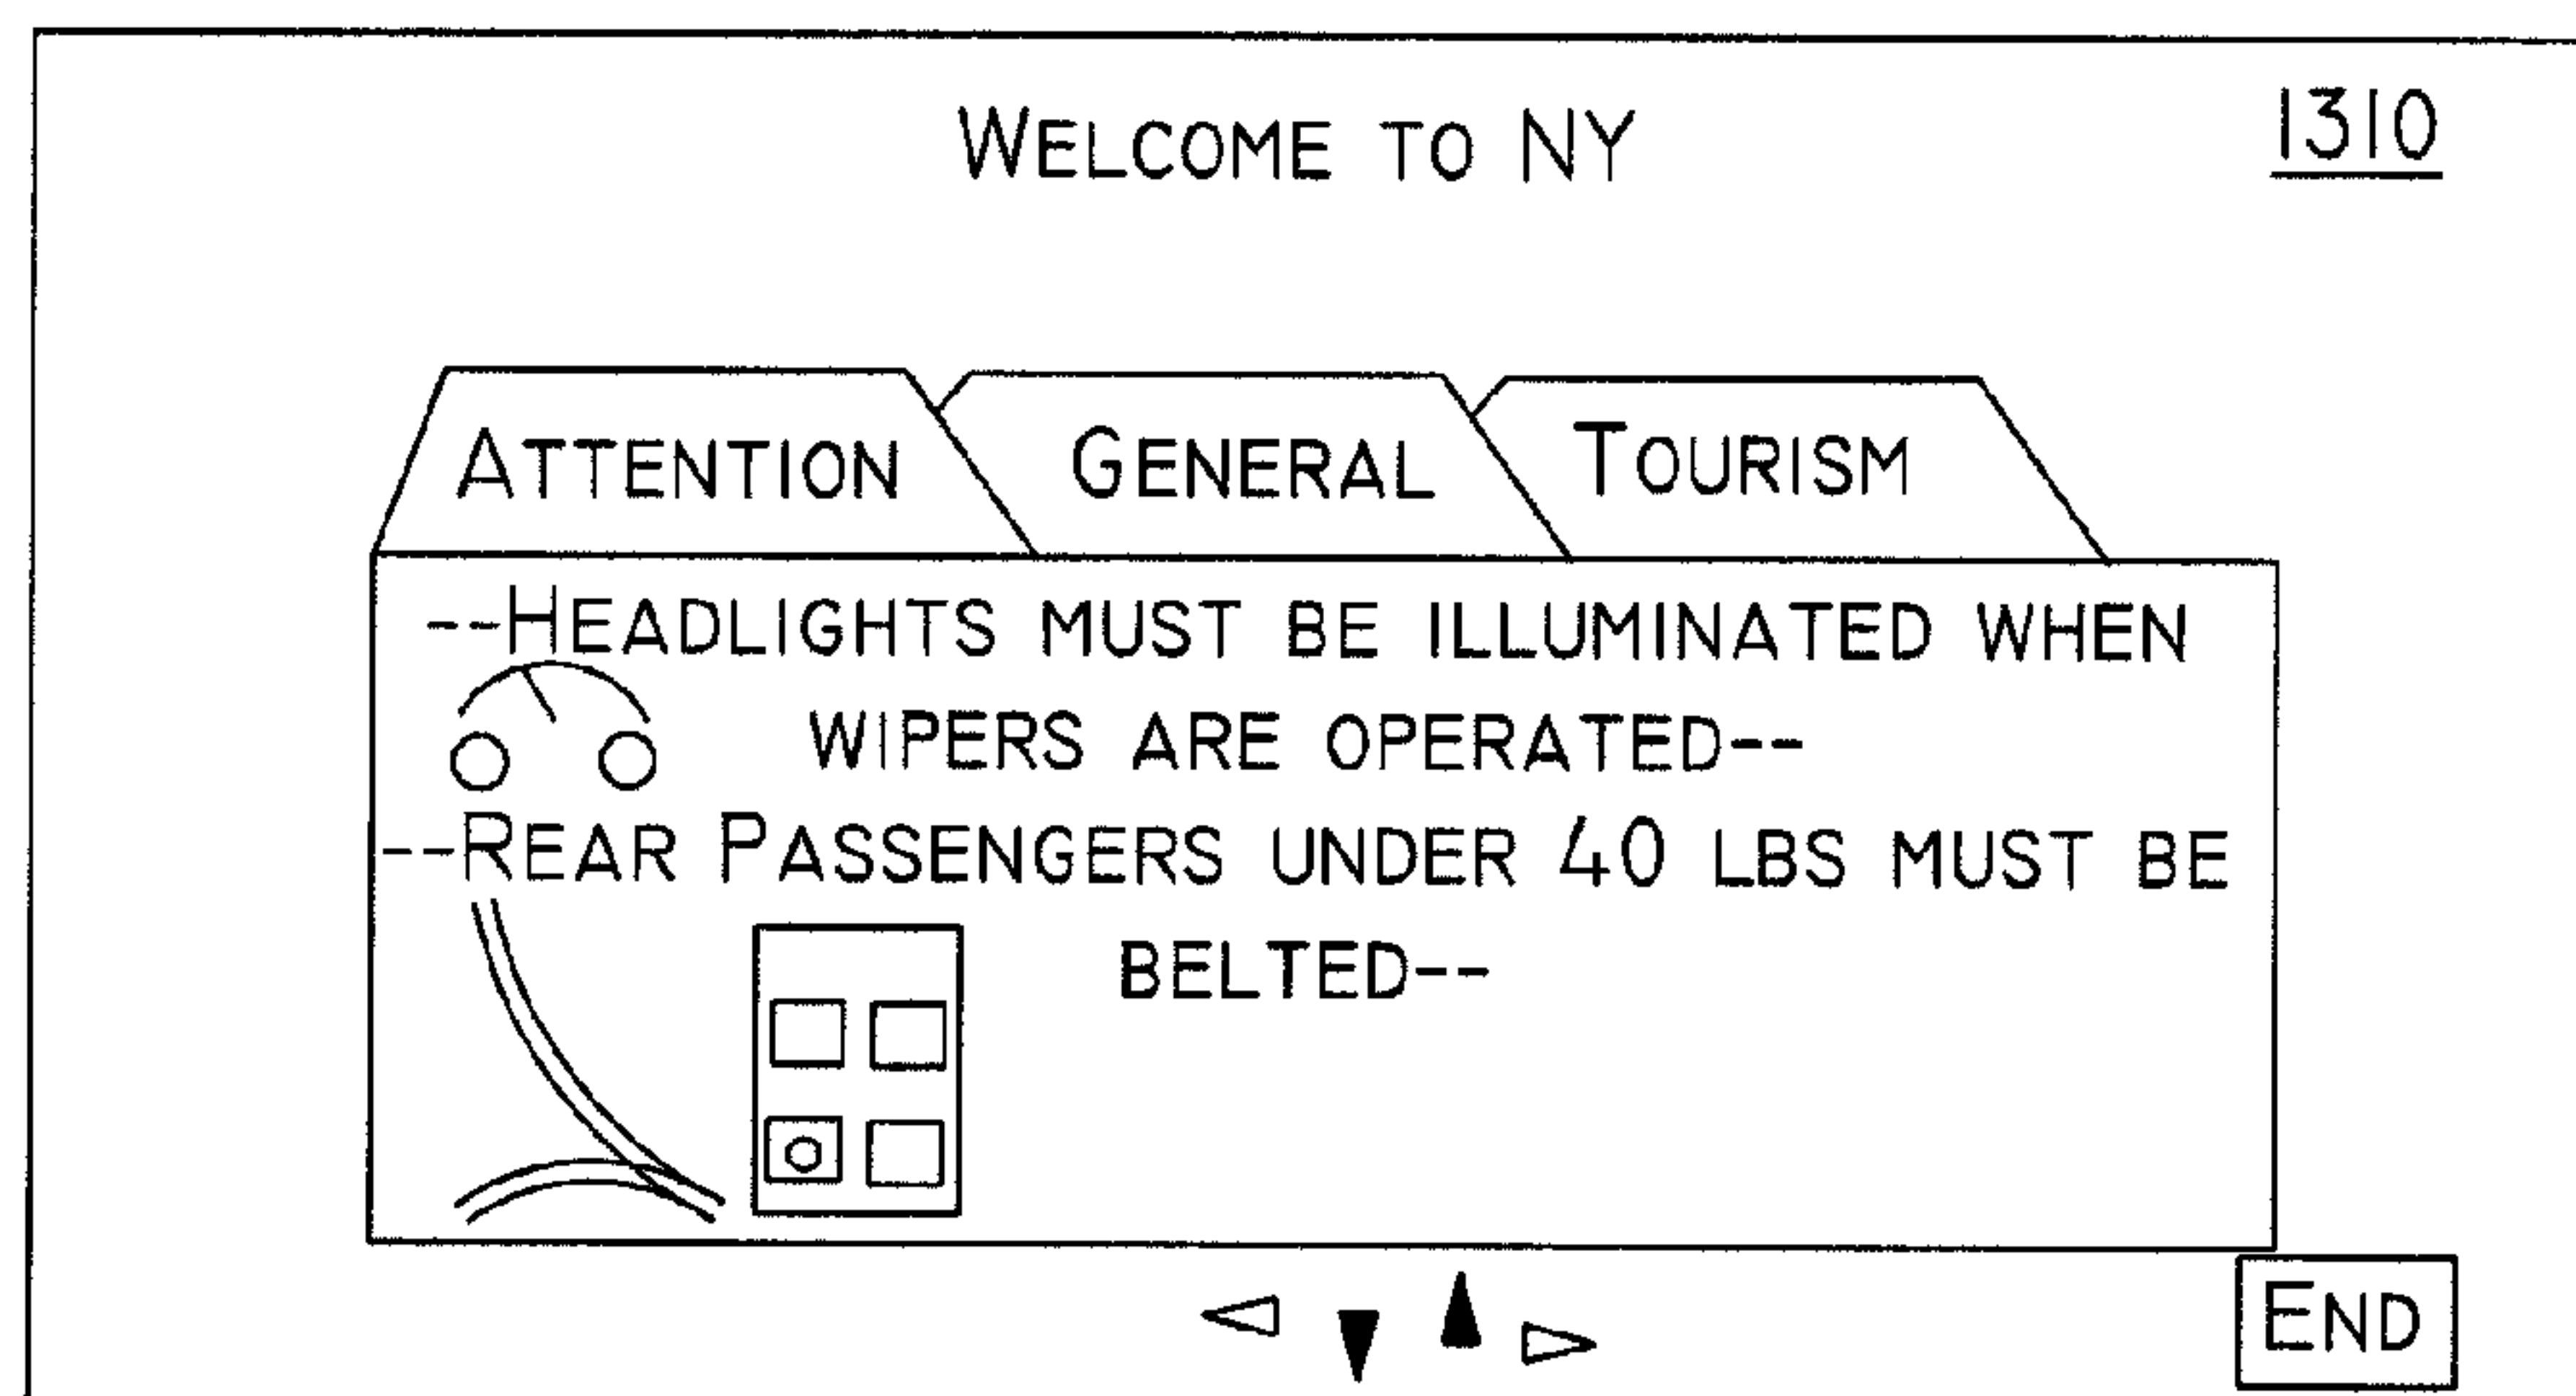 WELCOME TO NY
1310
ATTENTION GENERAL TOURISM
--HEADLIGHTS MUST BE ILLUMINATED WHEN
WIPERS ARE OPERATED--
--REAR PASSENGERS UNDER 40 LBS MUST BE
BELTED--
END